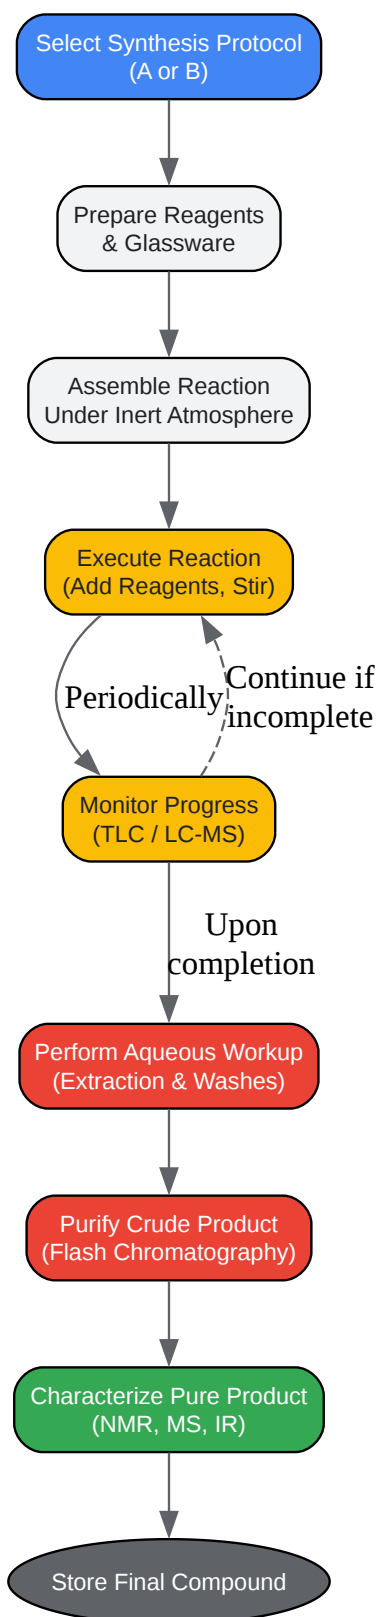 Select Synthesis Protocol
(A or B)
Prepare Reagents
& Glassware
Assemble Reaction
Under Inert Atmosphere
Execute Reaction
(Add Reagents, Stir)
Periodically
Continue if
incomplete
Monitor Progress
(TLC / LC-MS)
Upon
completion
Perform Aqueous Workup
(Extraction & Washes)
Purify Crude Product
(Flash Chromatography)
Characterize Pure Product
(NMR, MS, IR)
Store Final Compound